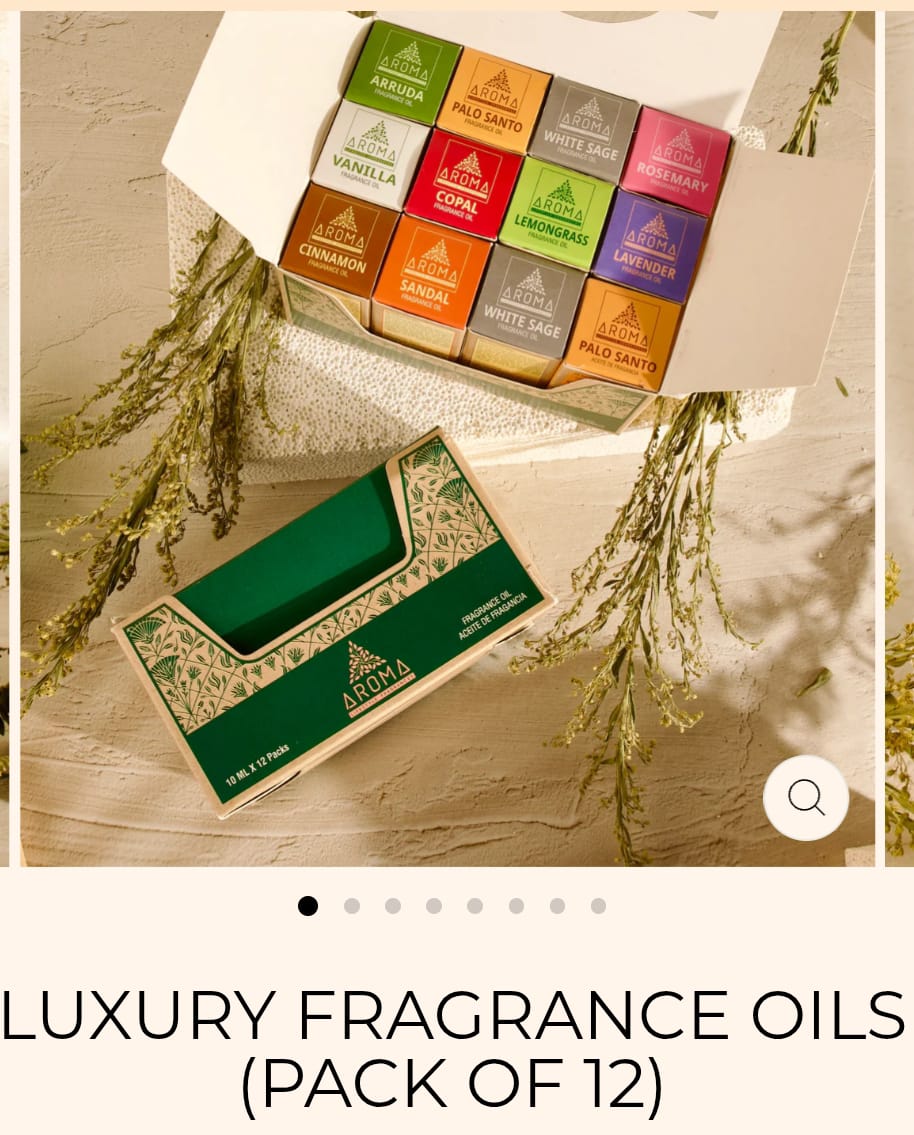 AROMA
ARRUDA
FRAGRANCE OIL
AROMA
PALO SANTO
FRAGRANCE OIL
AROMA
WHITE SAGE
FRAGRANCE OIL
AROMA
ROSEMARY
FRAGRANCE OIL
AROMA
VANILLA
FRAGRANCE OIL
AROMA
COPAL
FRAGRANCE OIL
AROMA
LEMONGRASS
FRAGRANCE OIL
AROMA
LAVENDER
FRAGRANCE OIL
AROMA
CINNAMON
FRAGRANCE OIL
AROMA
SANDAL
FRAGRANCE OIL
AROMA
WHITE SAGE
FRAGRANCE OIL
AROMA
PALO SANTO
ACEITE DE FRAGANCIA
FRAGRANCE OIL
ACEITE DE FRAGANCIA
AROMA
10 ML X 12 Packs
LUXURY FRAGRANCE OILS
(PACK OF 12)